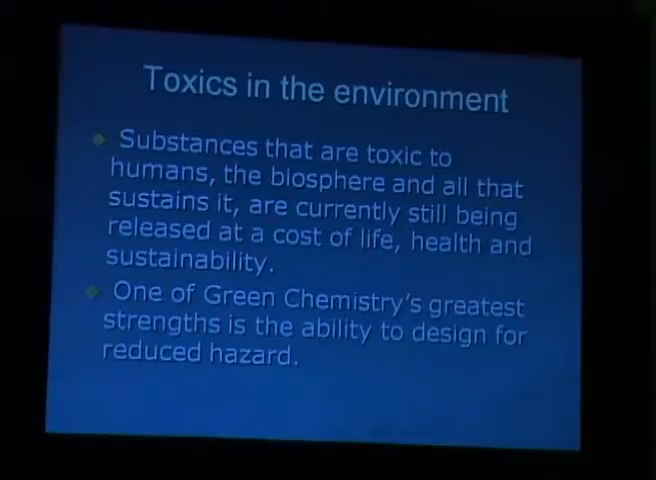 Toxics in the environment
Substances that are toxic to
humans, the biosphere and all that
sustains it, are currently still being
released at a cost of life, health and
sustainability.
One of Green Chemistry's greatest
strengths is the ability to design for
reduced hazard.